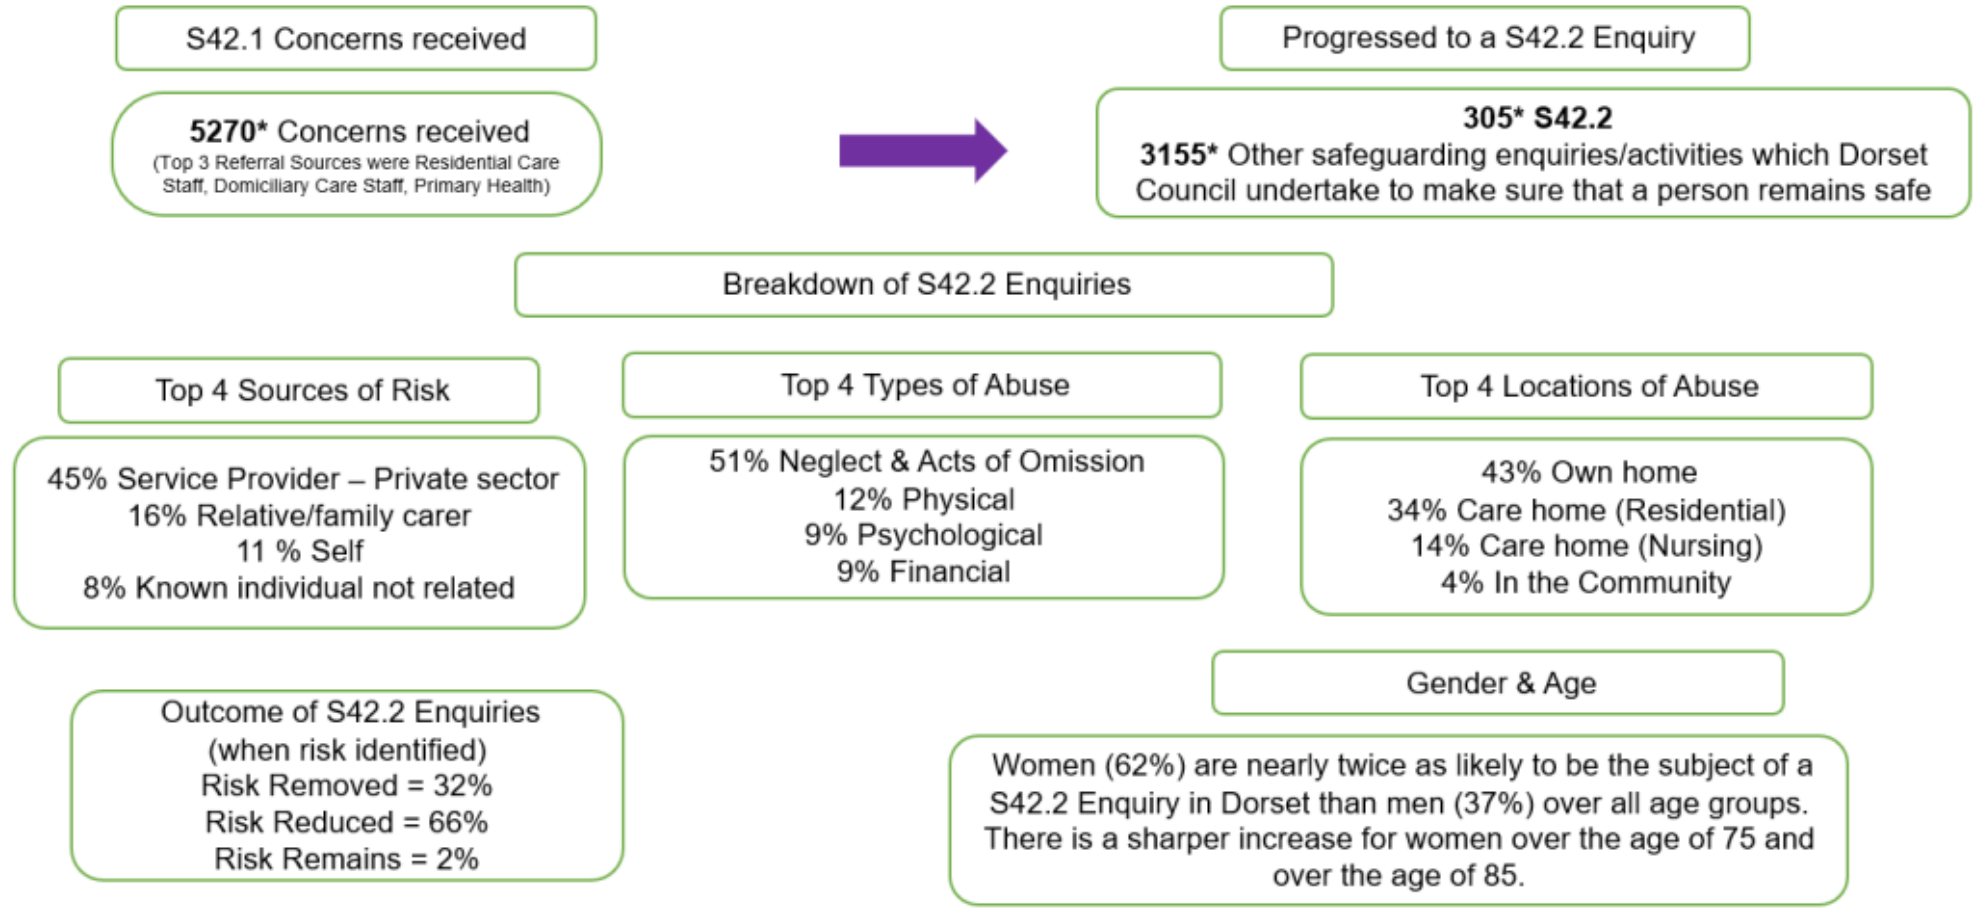 S42.1 Concerns received
Progressed to a S42.2 Enquiry
5270* Concerns received
(Top 3 Referral Sources were Residential Care
Staff, Domiciliary Care Staff, Primary Health)
305* S42.2
3155* Other safeguarding enquiries/activities which Dorset
Council undertake to make sure that a person remains safe
Breakdown of S42.2 Enquiries
Top 4 Sources of Risk
45% Service Provider – Private sector
16% Relative/family carer
11 % Self
8% Known individual not related
Top 4 Types of Abuse
51% Neglect & Acts of Omission
12% Physical
9% Psychological
9% Financial
Top 4 Locations of Abuse
43% Own home
34% Care home (Residential)
14% Care home (Nursing)
4% In the Community
Outcome of S42.2 Enquiries
(when risk identified)
Risk Removed = 32%
Risk Reduced = 66%
Risk Remains = 2%
Gender & Age
Women (62%) are nearly twice as likely to be the subject of a
S42.2 Enquiry in Dorset than men (37%) over all age groups.
There is a sharper increase for women over the age of 75 and
over the age of 85.